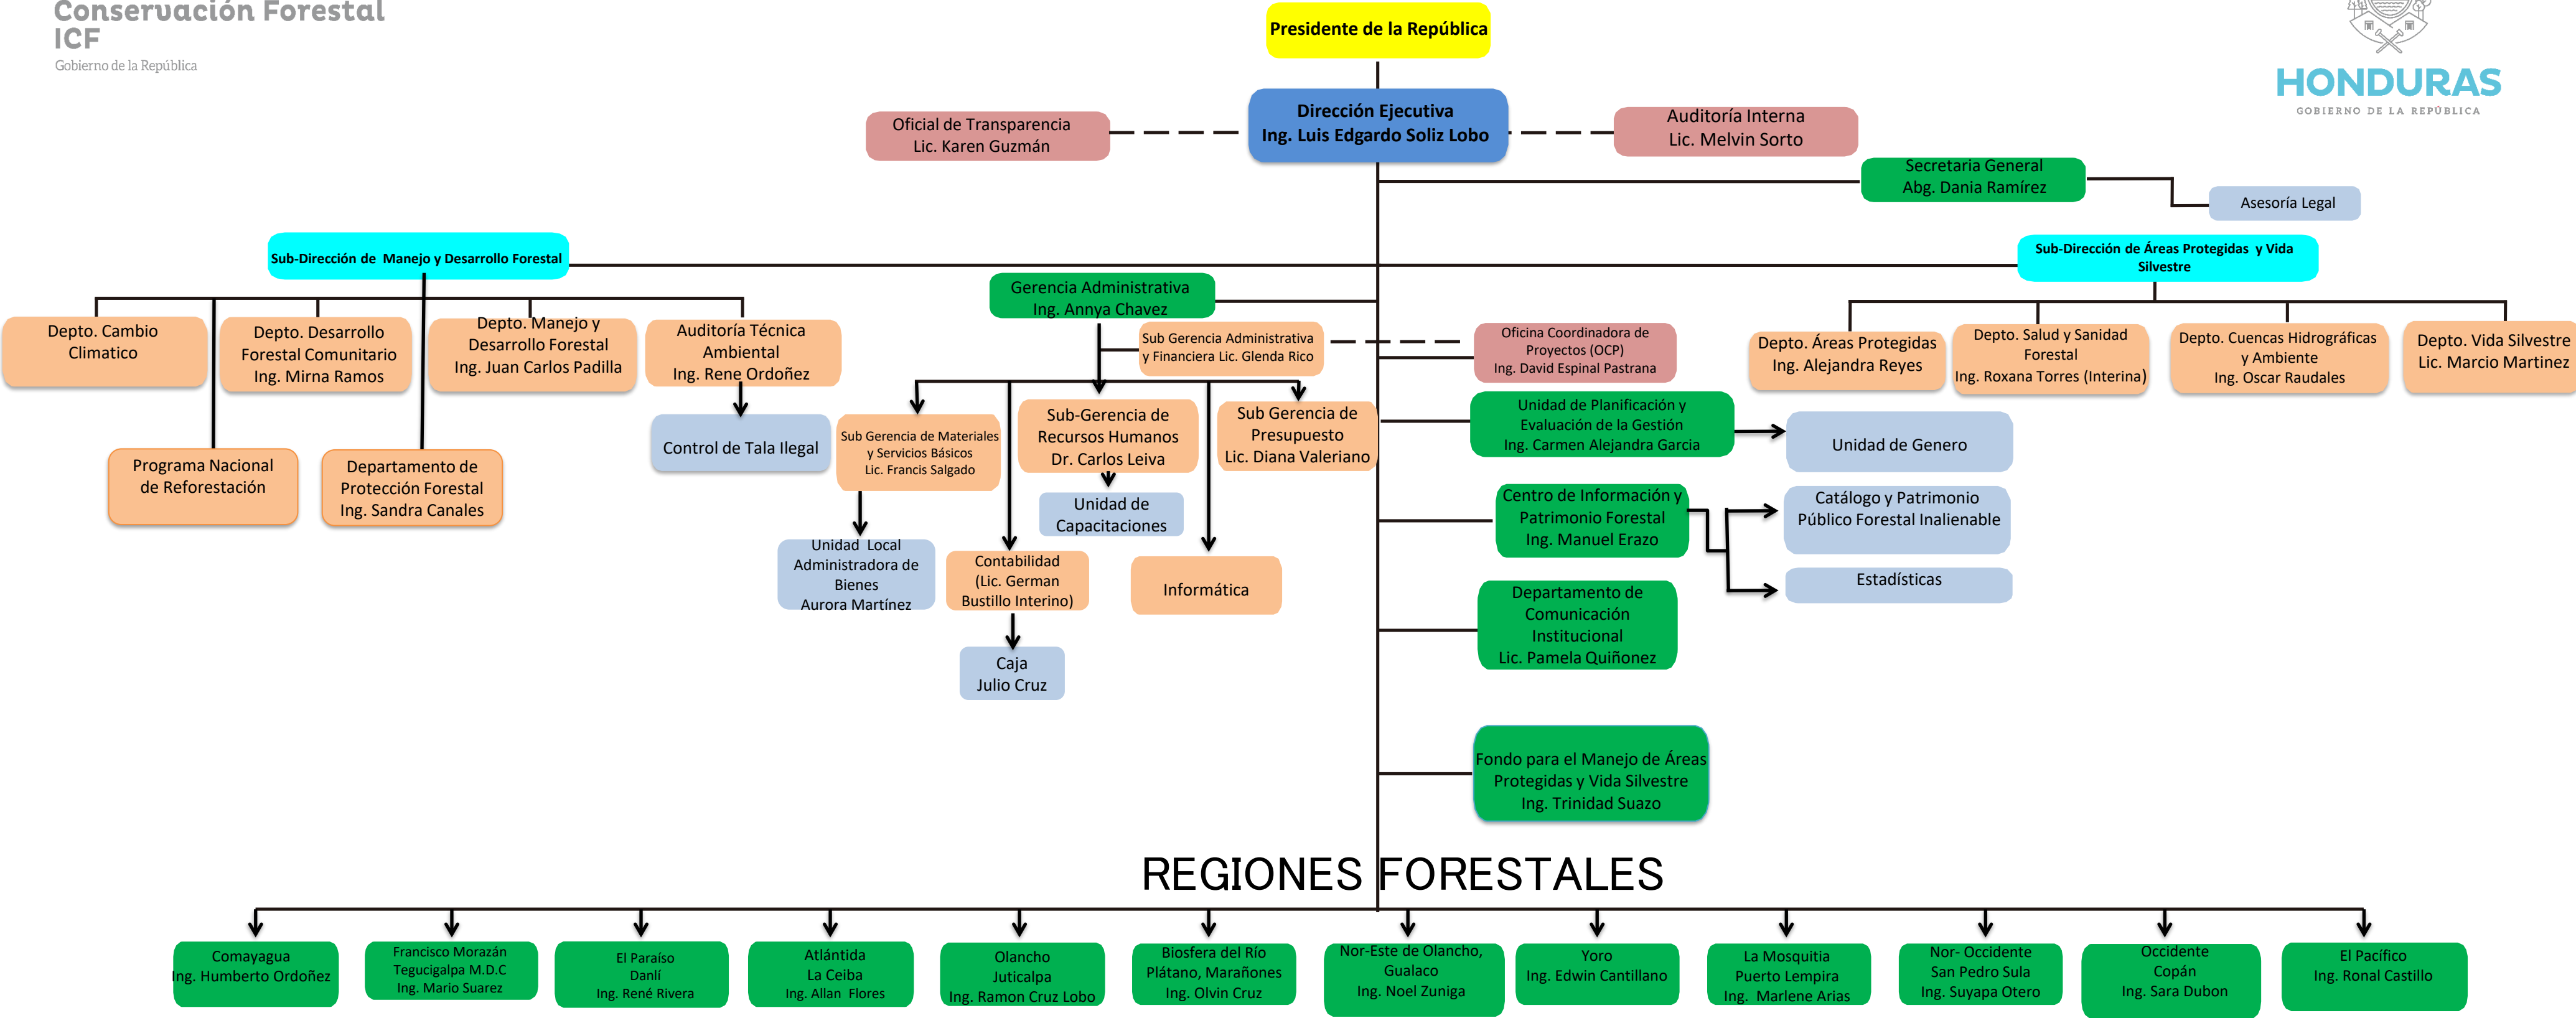 Conservación Forestal
ICF
Gobierno de la República
HONDURAS
GOBIERNO DE LA REPÚBLICA
Presidente de la República
Dirección Ejecutiva
Ing. Luis Edgardo Soliz Lobo
Oficial de Transparencia
Lic. Karen Guzmán
Auditoría Interna
Lic. Melvin Sorto
Secretaria General
Abg. Dania Ramírez
Asesoría Legal
Sub-Dirección de Manejo y Desarrollo Forestal
Sub-Dirección de Áreas Protegidas y Vida
Silvestre
Gerencia Administrativa
Ing. Annya Chavez
Sub Gerencia Administrativa
y Financiera Lic. Glenda Rico
Oficina Coordinadora de
Proyectos (OCP)
Ing. David Espinal Pastrana
Depto. Cambio
Climatico
Depto. Desarrollo
Forestal Comunitario
Ing. Mirna Ramos
Depto. Manejo y
Desarrollo Forestal
Ing. Juan Carlos Padilla
Auditoría Técnica
Ambiental
Ing. Rene Ordoñez
Depto. Áreas Protegidas
Ing. Alejandra Reyes
Depto. Salud y Sanidad
Forestal
Ing. Roxana Torres (Interina)
Depto. Cuencas Hidrográficas
y Ambiente
Ing. Oscar Raudales
Depto. Vida Silvestre
Lic. Marcio Martinez
Programa Nacional
de Reforestación
Departamento de
Protección Forestal
Ing. Sandra Canales
Control de Tala Ilegal
Sub Gerencia de Materiales
y Servicios Básicos
Lic. Francis Salgado
Sub-Gerencia de
Recursos Humanos
Dr. Carlos Leiva
Sub Gerencia de
Presupuesto
Lic. Diana Valeriano
Unidad de Planificación y
Evaluación de la Gestión
Ing. Carmen Alejandra Garcia
Unidad de Genero
Unidad de
Capacitaciones
Centro de Información y
Patrimonio Forestal
Ing. Manuel Erazo
Catálogo y Patrimonio
Público Forestal Inalienable
Estadísticas
Unidad Local
Administradora de
Bienes
Aurora Martínez
Contabilidad
(Lic. German
Bustillo Interino)
Informática
Departamento de
Comunicación
Institucional
Lic. Pamela Quiñonez
Caja
Julio Cruz
Fondo para el Manejo de Áreas
Protegidas y Vida Silvestre
Ing. Trinidad Suazo
REGIONES FORESTALES
Comayagua
Ing. Humberto Ordoñez
Francisco Morazán
Tegucigalpa M.D.C
Ing. Mario Suarez
El Paraíso
Danlí
Ing. René Rivera
Atlántida
La Ceiba
Ing. Allan Flores
Olancho
Juticalpa
Ing. Ramon Cruz Lobo
Biosfera del Río
Plátano, Marañones
Ing. Olvin Cruz
Nor-Este de Olancho,
Gualaco
Ing. Noel Zuniga
Yoro
Ing. Edwin Cantillano
La Mosquitia
Puerto Lempira
Ing. Marlene Arias
Nor- Occidente
San Pedro Sula
Ing. Suyapa Otero
Occidente
Copán
Ing. Sara Dubon
El Pacífico
Ing. Ronal Castillo